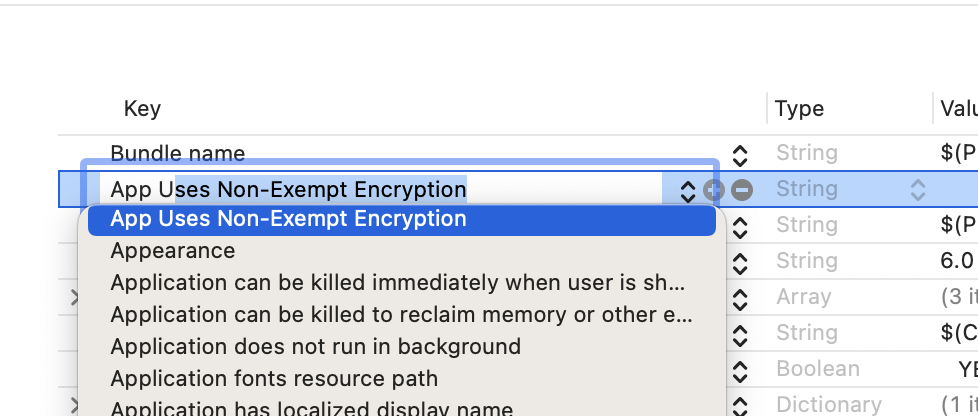 Key Type Valu
Bundle name String $(P
App Uses Non-Exempt Encryption String
App Uses Non-Exempt Encryption $(P
Appearance String 6.0
Application can be killed immediately when user is sh... Array (3 it
Application can be killed to reclaim memory or other e... String $(C
Application does not run in background Boolean YE
Application fonts resource path
Application has localized display name Dictionary (1 it